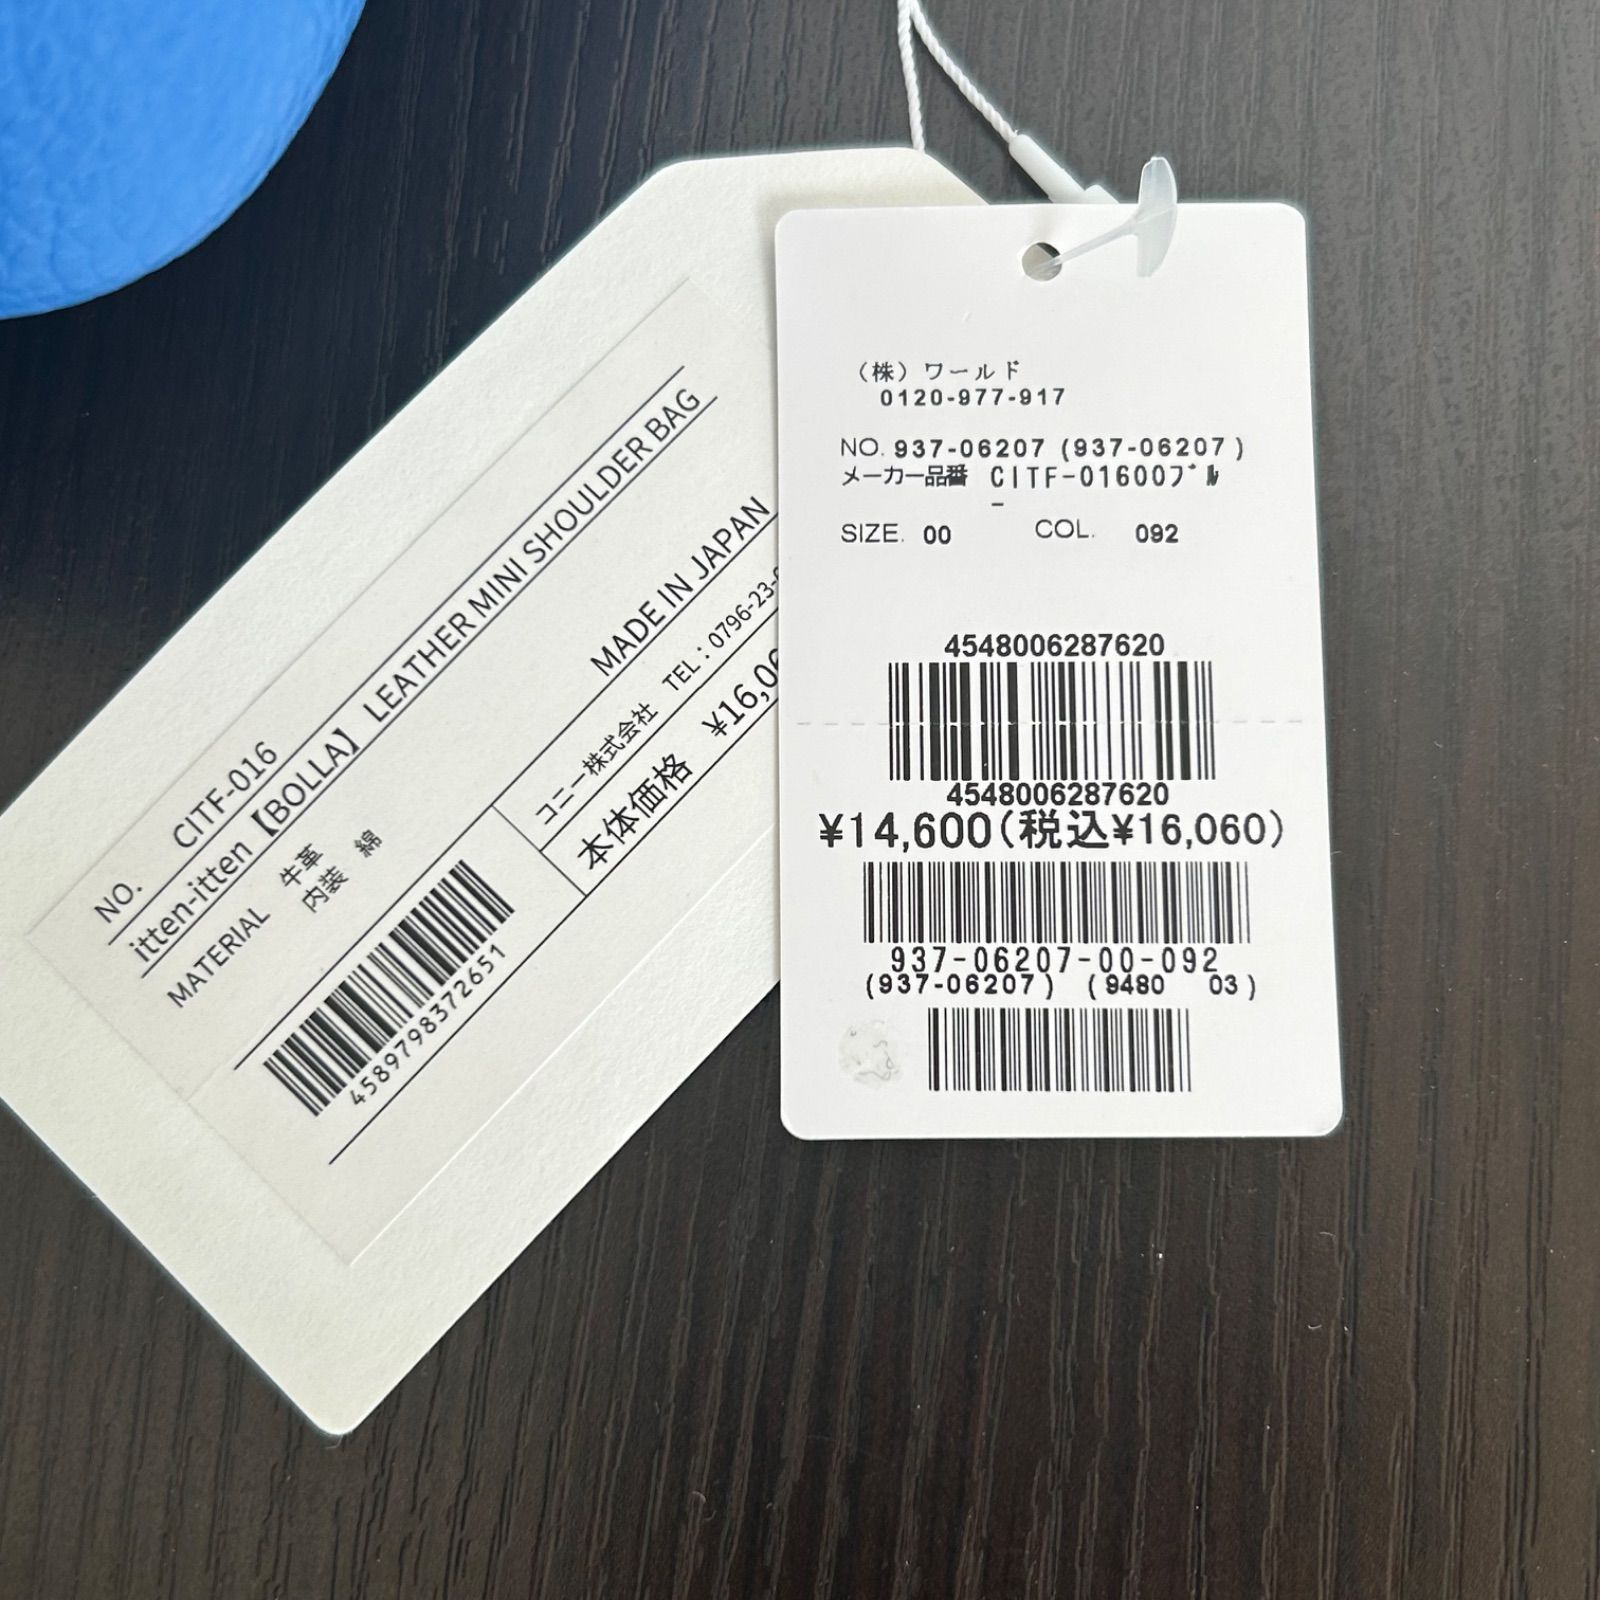 NO. CITF-016
itten-itten【BOLLA】 LEATHER MINI SHOULDER BAG
MATERIAL 牛革
内装 綿
MADE IN JAPAN
コニー株式会社 TEL：0796-23-
本体価格 ¥16,06
4589798372651
（株）ワールド
0120-977-917
NO. 937-06207 (937-06207 )
メーカー品番 CITF-01600ブル
ー
SIZE. 00 COL. 092
4548006287620
4548006287620
¥14,600(税込¥16,060)
937-06207-00-092
(937-06207) (9480 03)